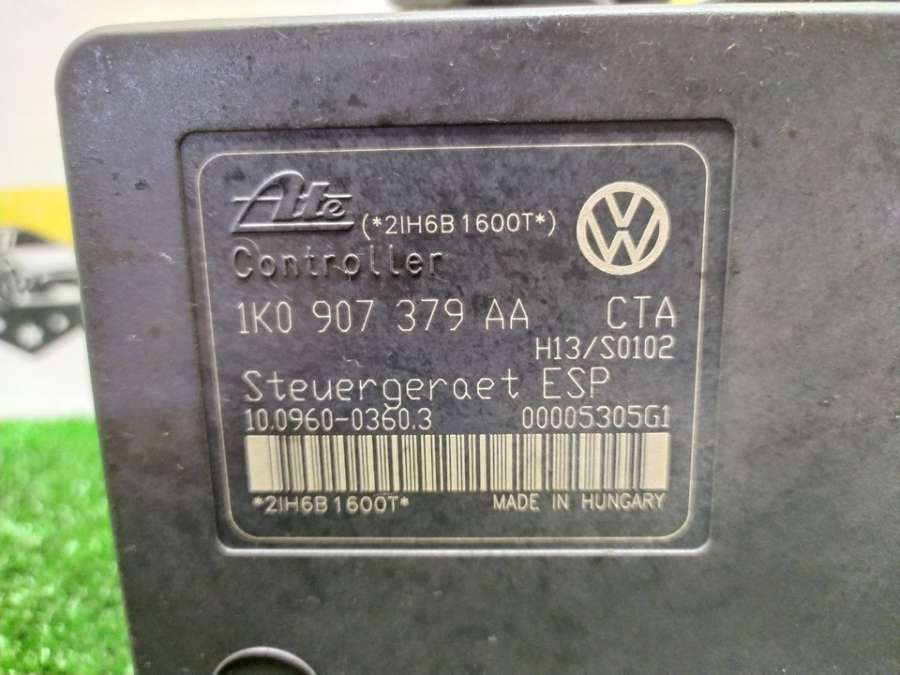 Ate (*2IH6B1600T*)
Controller
1K0 907 379 AA CTA
H13/S0102
Steuergeraet ESP
10.0960-0360.3 00005305G1
*2IH6B1600T* MADE IN HUNGARY